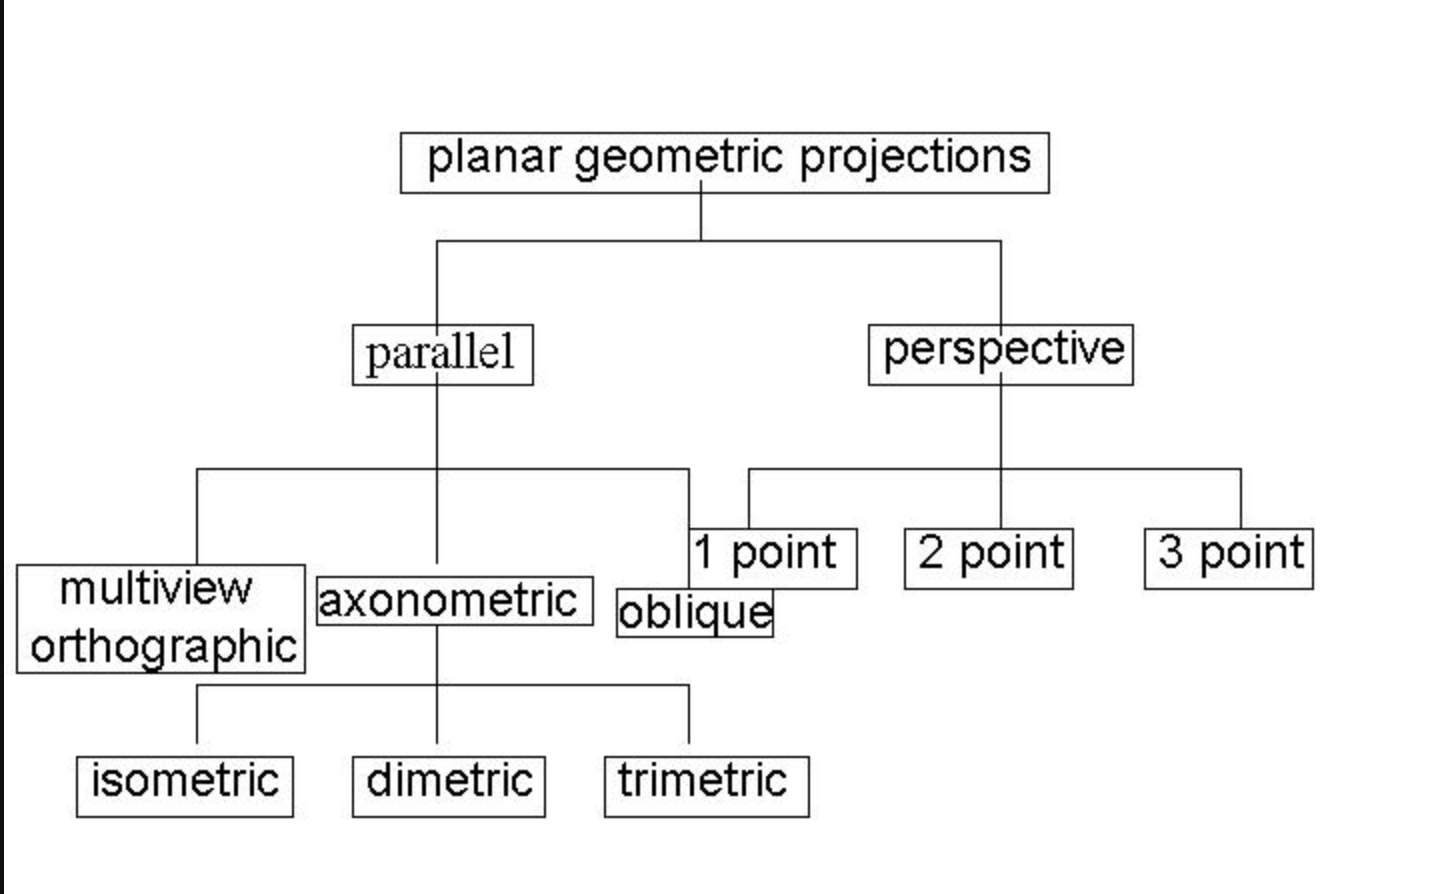 planar geometric projections
parallel
perspective
1 point
2 point
3 point
multiview
orthographic
axonometric
oblique
isometric
dimetric
trimetric